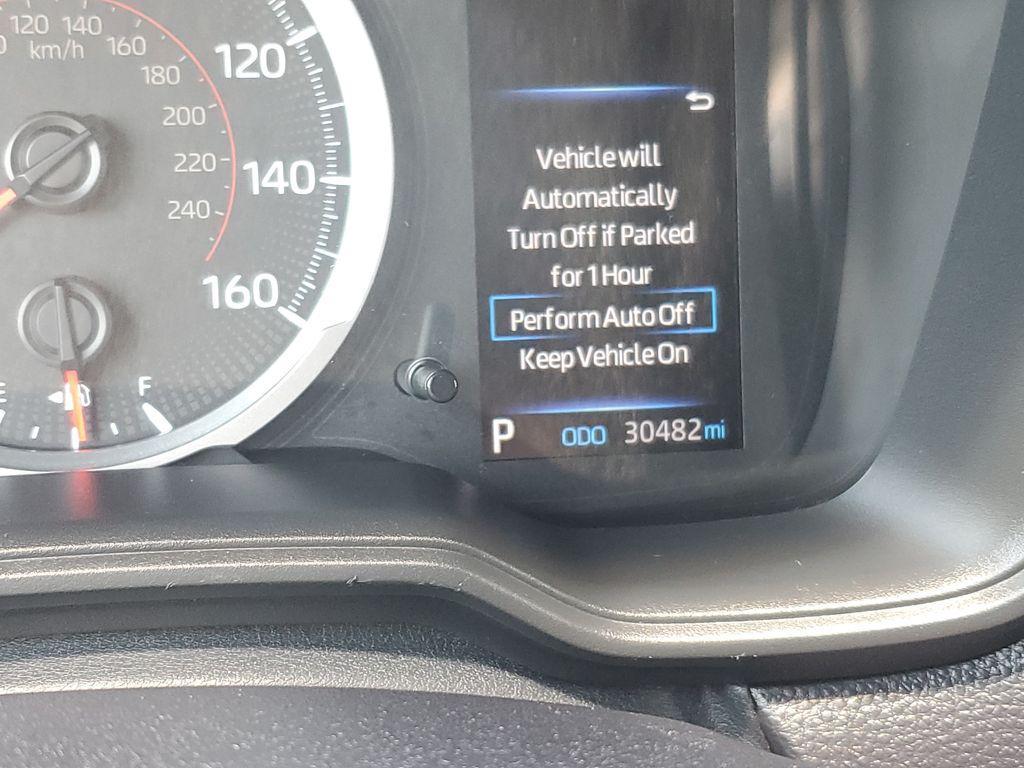 120 140
km/h 160
180
200
220
240
120
140
160
E
F
Vehicle will
Automatically
Turn Off if Parked
for 1 Hour
Perform Auto Off
Keep Vehicle On
P ODO 30482 mi